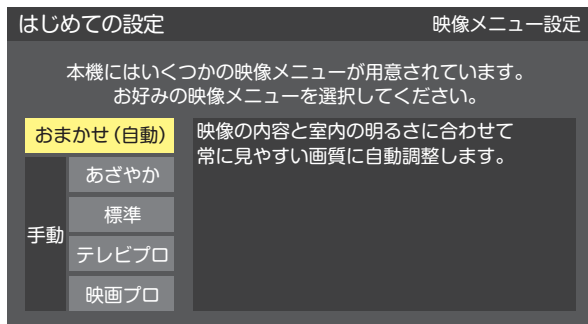 はじめての設定
映像メニュー設定
本機にはいくつかの映像メニューが用意されています。
お好みの映像メニューを選択してください。
おまかせ(自動)
映像の内容と室内の明るさに合わせて
常に見やすい画質に自動調整します。
手動
あざやか
標準
テレビプロ
映画プロ